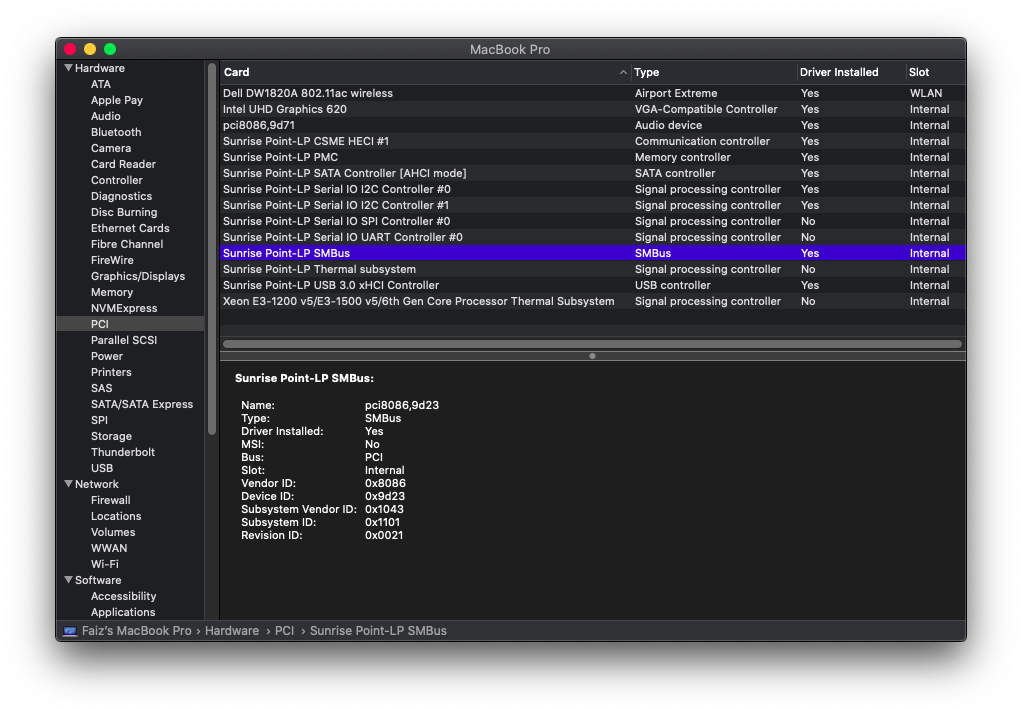 MacBook Pro
Hardware
ATA
Apple Pay
Audio
Bluetooth
Camera
Card Reader
Controller
Diagnostics
Disc Burning
Ethernet Cards
Fibre Channel
FireWire
Graphics/Displays
Memory
NVMExpress
PCI
Parallel SCSI
Power
Printers
SAS
SATA/SATA Express
SPI
Storage
Thunderbolt
USB
Network
Firewall
Locations
Volumes
WWAN
Wi-Fi
Software
Accessibility
Applications
Card Type Driver Installed Slot
Dell DW1820A 802.11ac wireless Airport Extreme Yes WLAN
Intel UHD Graphics 620 VGA-Compatible Controller Yes Internal
pci8086,9d71 Audio device Yes Internal
Sunrise Point-LP CSME HECI #1 Communication controller Yes Internal
Sunrise Point-LP PMC Memory controller Yes Internal
Sunrise Point-LP SATA Controller [AHCI mode] SATA controller Yes Internal
Sunrise Point-LP Serial IO I2C Controller #0 Signal processing controller Yes Internal
Sunrise Point-LP Serial IO I2C Controller #1 Signal processing controller Yes Internal
Sunrise Point-LP Serial IO SPI Controller #0 Signal processing controller No Internal
Sunrise Point-LP Serial IO UART Controller #0 Signal processing controller No Internal
Sunrise Point-LP SMBus SMBus Yes Internal
Sunrise Point-LP Thermal subsystem Signal processing controller No Internal
Sunrise Point-LP USB 3.0 xHCI Controller USB controller Yes Internal
Xeon E3-1200 v5/E3-1500 v5/6th Gen Core Processor Thermal Subsystem Signal processing controller No Internal
Sunrise Point-LP SMBus:
Name: pci8086,9d23
Type: SMBus
Driver Installed: Yes
MSI: No
Bus: PCI
Slot: Internal
Vendor ID: 0x8086
Device ID: 0x9d23
Subsystem Vendor ID: 0x1043
Subsystem ID: 0x1101
Revision ID: 0x0021
Faiz's MacBook Pro › Hardware › PCI › Sunrise Point-LP SMBus